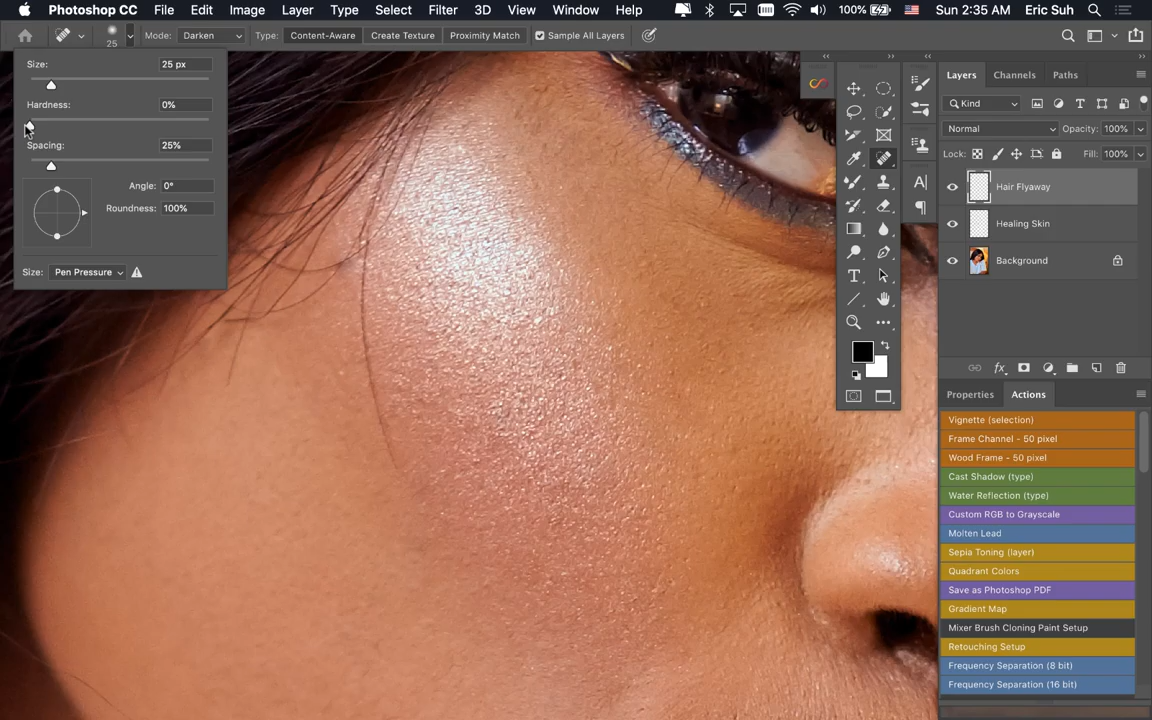 Photoshop CC File Edit Image Layer Type Select Filter 3D View Window Help 100% Sun 2:35 AM Eric Suh
25 Mode: Darken Type: Content-Aware Create Texture Proximity Match Sample All Layers
Size: 25 px
Hardness: 0%
Spacing: 25%
Angle: 0°
Roundness: 100%
Size: Pen Pressure
Layers Channels Paths
Kind
Normal Opacity: 100%
Lock: Fill: 100%
Hair Flyaway
Healing Skin
Background
Properties Actions
Vignette (selection)
Frame Channel - 50 pixel
Wood Frame - 50 pixel
Cast Shadow (type)
Water Reflection (type)
Custom RGB to Grayscale
Molten Lead
Sepia Toning (layer)
Quadrant Colors
Save as Photoshop PDF
Gradient Map
Mixer Brush Cloning Paint Setup
Retouching Setup
Frequency Separation (8 bit)
Frequency Separation (16 bit)